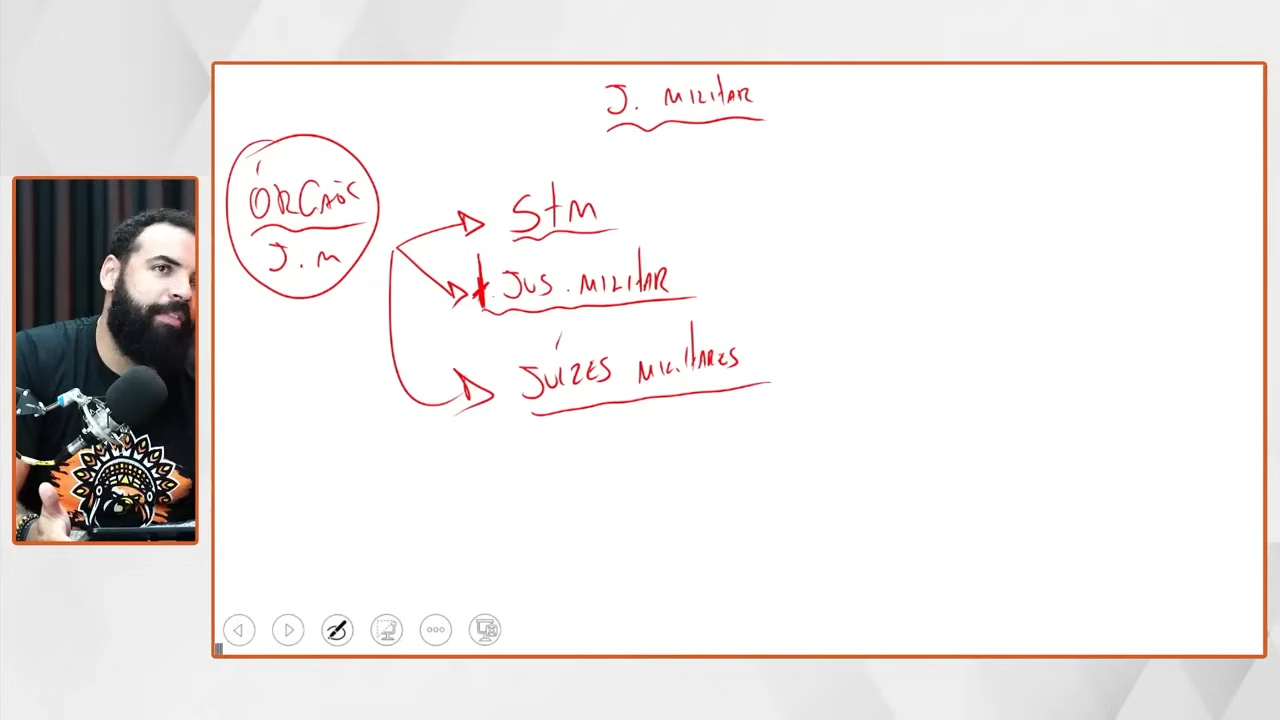 J. MILITAR
ÓRGÃOS
J.M
STM
T. JUS. MILITAR
JUÍZES MILITARES